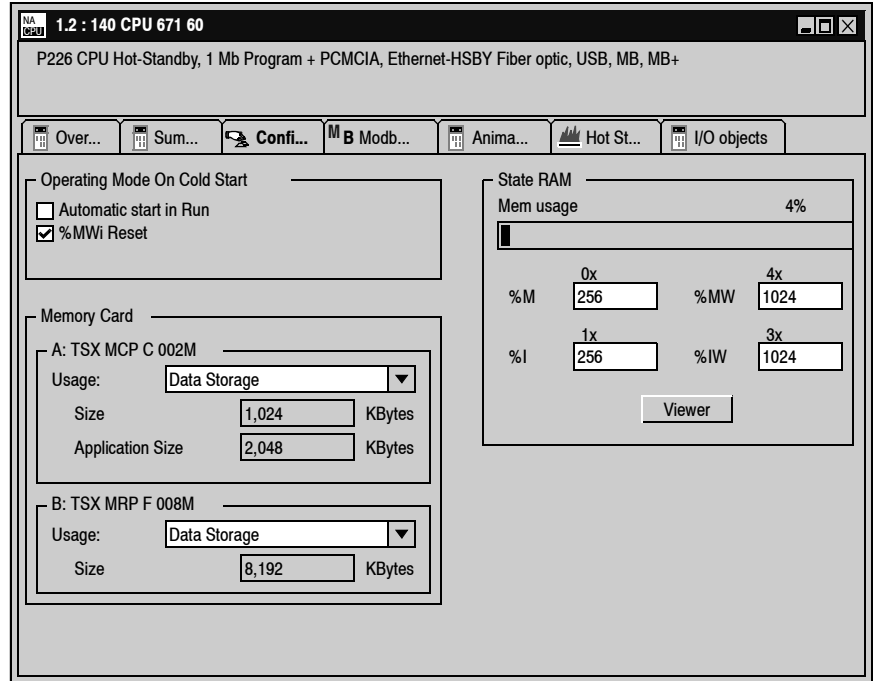 NA CPU 1.2 : 140 CPU 671 60
P226 CPU Hot-Standby, 1 Mb Program + PCMCIA, Ethernet-HSBY Fiber optic, USB, MB, MB+
Over... Sum... Confi... MB Modb... Anima... Hot St... I/O objects
Operating Mode On Cold Start
Automatic start in Run
%MWi Reset
Memory Card
A: TSX MCP C 002M
Usage: Data Storage
Size 1,024 KBytes
Application Size 2,048 KBytes
B: TSX MRP F 008M
Usage: Data Storage
Size 8,192 KBytes
State RAM
Mem usage 4%
0x 4x
%M 256 %MW 1024
1x 3x
%I 256 %IW 1024
Viewer